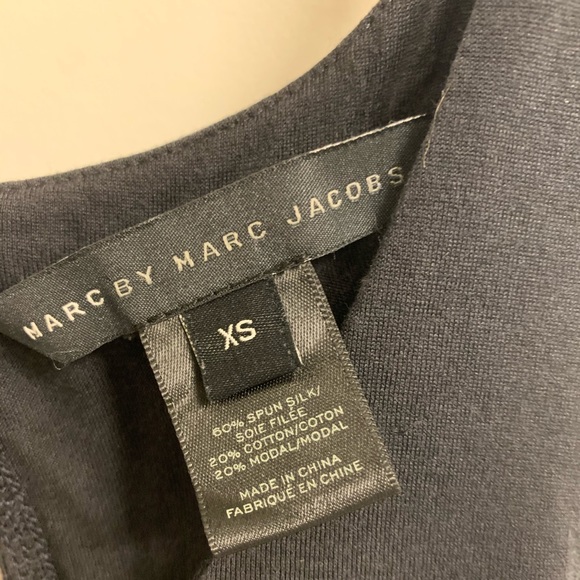 MARC BY MARC JACOBS
XS
60% SPUN SILK/
SOIE FILÉE
20% COTTON/COTON
20% MODAL/MODAL
MADE IN CHINA
FABRIQUÉ EN CHINE